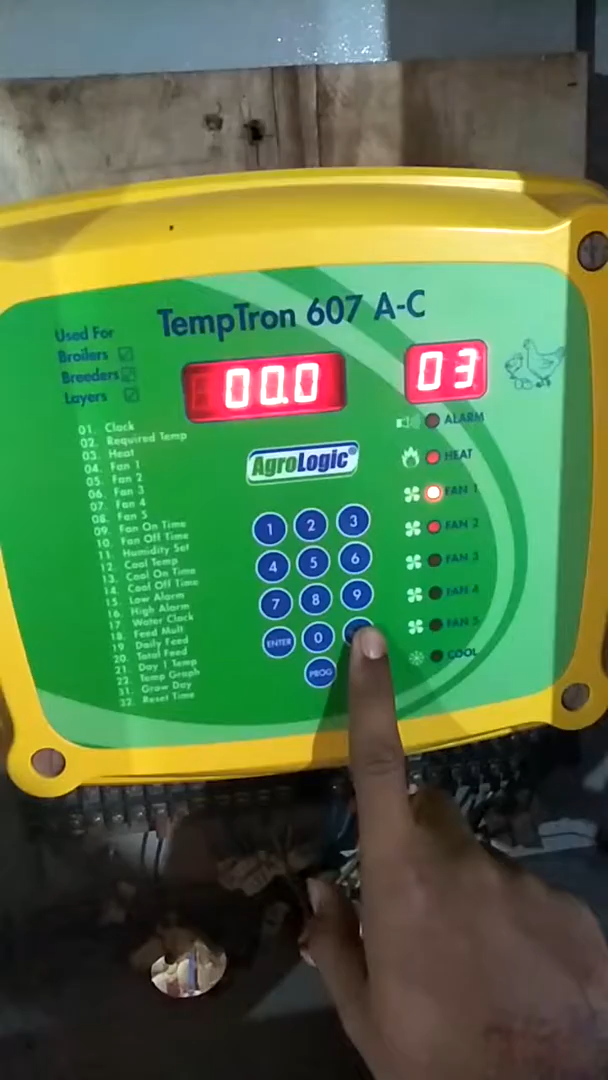 TempTron 607 A-C
Used For
Broilers
Breeders
Layers
00.0
03
AgroLogic®
01. Clock
02. Required Temp
03. Heat
04. Fan 1
05. Fan 2
06. Fan 3
07. Fan 4
08. Fan 5
09. Fan On Time
10. Fan Off Time
11. Humidity Set
12. Cool Temp
13. Cool On Time
14. Cool Off Time
15. Low Alarm
16. High Alarm
17. Water Clock
18. Feed Mult
19. Daily Feed
20. Total Feed
21. Day 1 Temp
22. Temp Graph
31. Grow Day
32. Reset Time
1 2 3
4 5 6
7 8 9
ENTER 0
PROG
ALARM
HEAT
FAN 1
FAN 2
FAN 3
FAN 4
FAN 5
COOL